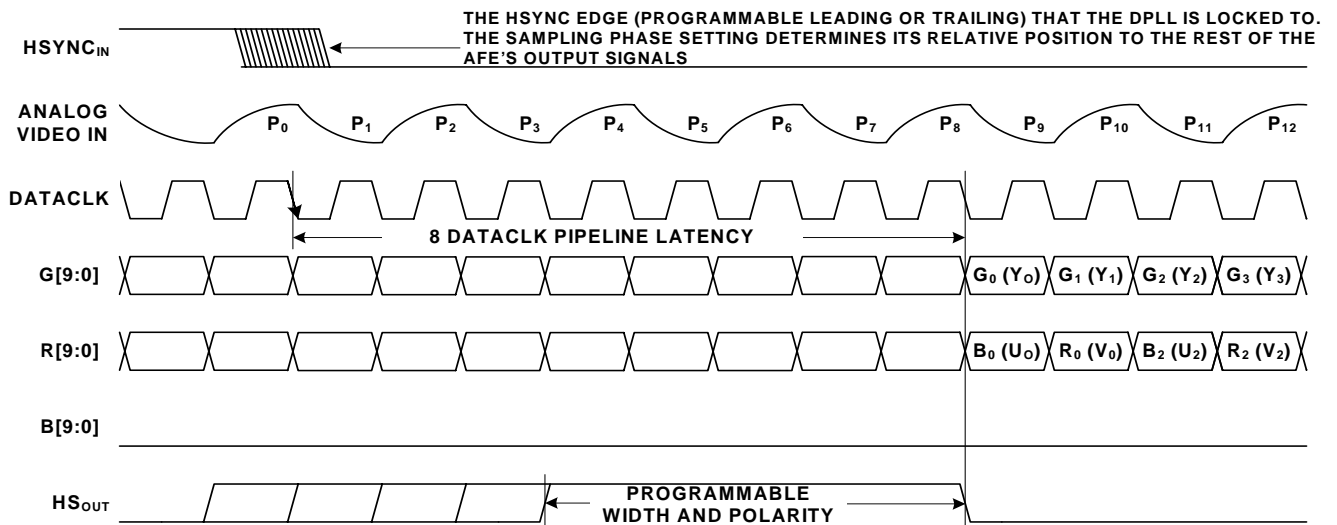 THE HSYNC EDGE (PROGRAMMABLE LEADING OR TRAILING) THAT THE DPLL IS LOCKED TO.
THE SAMPLING PHASE SETTING DETERMINES ITS RELATIVE POSITION TO THE REST OF THE
AFE'S OUTPUT SIGNALS
HSYNCIN
ANALOG
VIDEO IN
P0 P1 P2 P3 P4 P5 P6 P7 P8 P9 P10 P11 P12
DATACLK
8 DATACLK PIPELINE LATENCY
G[9:0]
G0 (YO) G1 (Y1) G2 (Y2) G3 (Y3)
R[9:0]
B0 (UO) R0 (V0) B2 (U2) R2 (V2)
B[9:0]
HSOUT
PROGRAMMABLE
WIDTH AND POLARITY